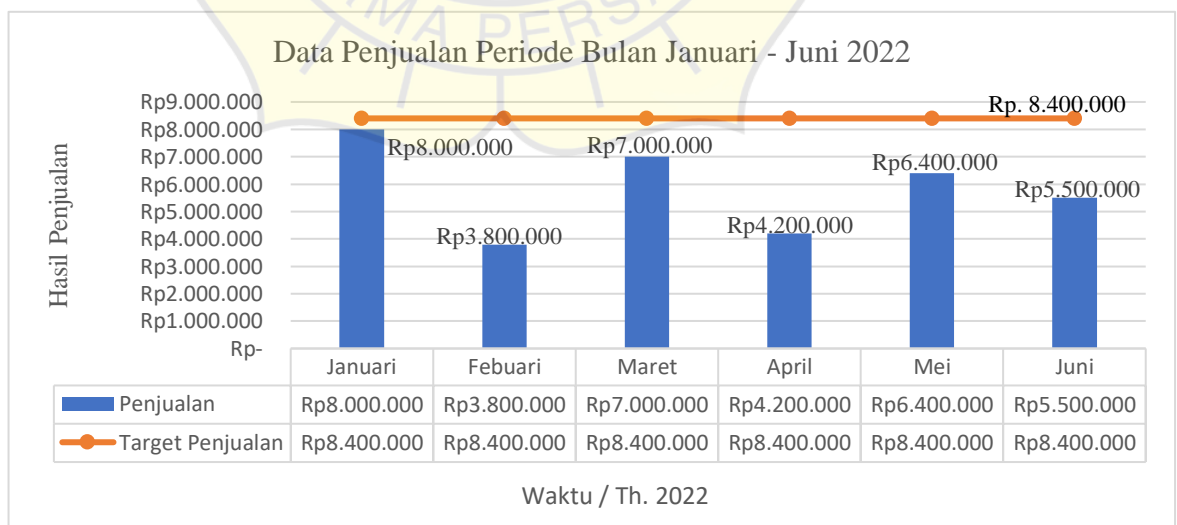 IMA PERSA
Data Penjualan Periode Bulan Januari - Juni 2022
Hasil Penjualan
Rp9.000.000
Rp8.000.000
Rp7.000.000
Rp6.000.000
Rp5.000.000
Rp4.000.000
Rp3.000.000
Rp2.000.000
Rp1.000.000
Rp-
Rp. 8.400.000
Rp8.000.000
Rp3.800.000
Rp7.000.000
Rp4.200.000
Rp6.400.000
Rp5.500.000
Januari Febuari Maret April Mei Juni
Penjualan Rp8.000.000 Rp3.800.000 Rp7.000.000 Rp4.200.000 Rp6.400.000 Rp5.500.000
Target Penjualan Rp8.400.000 Rp8.400.000 Rp8.400.000 Rp8.400.000 Rp8.400.000 Rp8.400.000
Waktu / Th. 2022